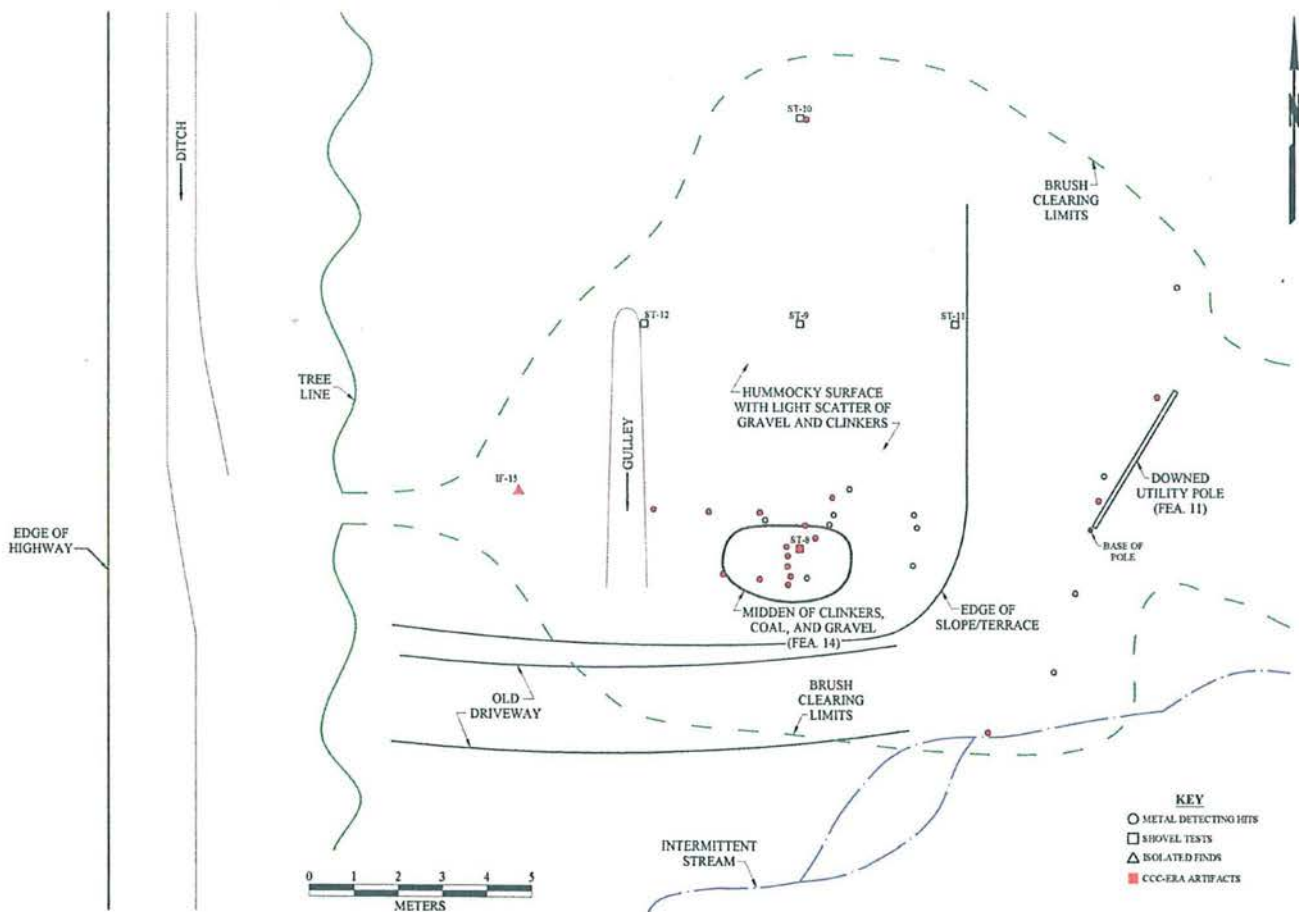 ST-10
DITCH
N
BRUSH
CLEARING
LIMITS
ST-12
ST-9
ST-11
TREE
LINE
HUMMOCKY SURFACE
WITH LIGHT SCATTER OF
GRAVEL AND CLINKERS
GULLEY
IF-15
DOWNED
UTILITY POLE
(FEA. 11)
EDGE OF
HIGHWAY
ST-8
BASE OF
POLE
MIDDEN OF CLINKERS,
COAL, AND GRAVEL
(FEA. 14)
EDGE OF
SLOPE/TERRACE
OLD
DRIVEWAY
BRUSH
CLEARING
LIMITS
KEY
METAL DETECTING HITS
SHOVEL TESTS
ISOLATED FINDS
CCC-ERA ARTIFACTS
INTERMITTENT
STREAM
0 1 2 3 4 5
METERS